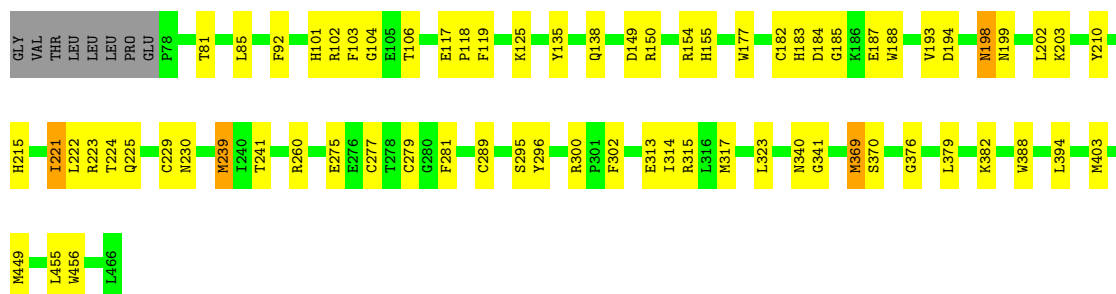 GLY VAL THR LEU LEU LEU PRO GLU P78 T81 L85 F92 H101 R102 F103 G104 E105 T106 E117 P118 F119 K125 Y135 Q138 D149 R150 R154 H155 W177 C182 H183 D184 G185 K186 E187 W188 V193 D194 N198 N199 L202 K203 Y210
H215 I221 L222 R223 T224 Q225 C229 N230 M239 I240 T241 R260 E275 E276 C277 T278 C279 G280 F281 C289 S295 Y296 R300 P301 F302 E313 I314 R315 L316 M317 L323 N340 G341 M369 S370 G376 L379 K382 W388 L394 M403
M449 L455 W456 L466